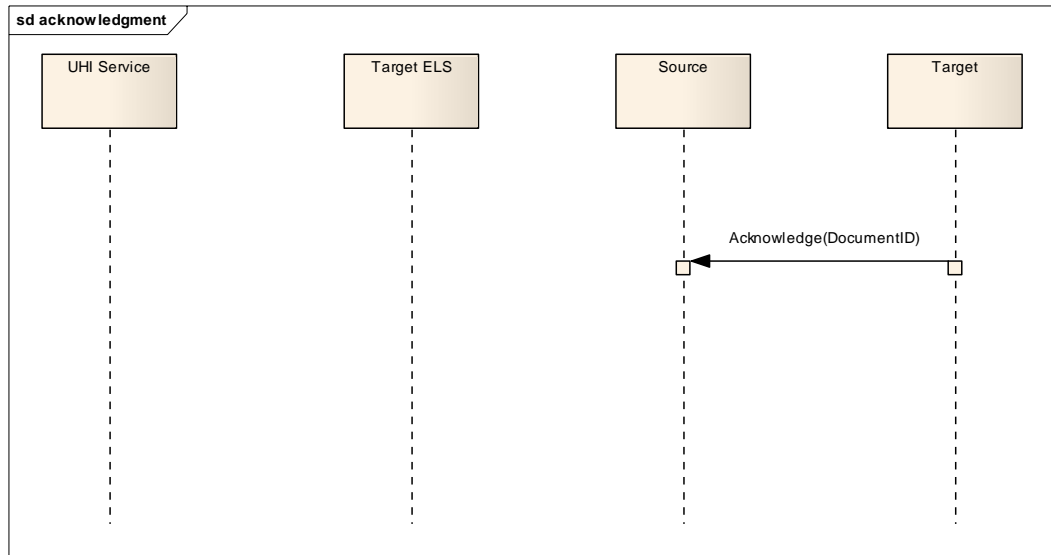 sd acknowledgment
UHI Service
Target ELS
Source
Target
Acknowledge(DocumentID)